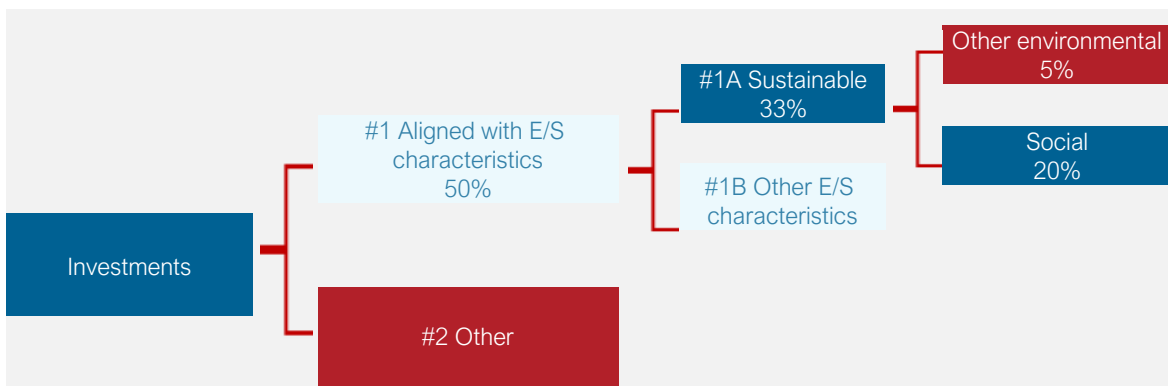 Investments
#1 Aligned with E/S
characteristics
50%
#2 Other
#1A Sustainable
33%
#1B Other E/S
characteristics
Other environmental
5%
Social
20%